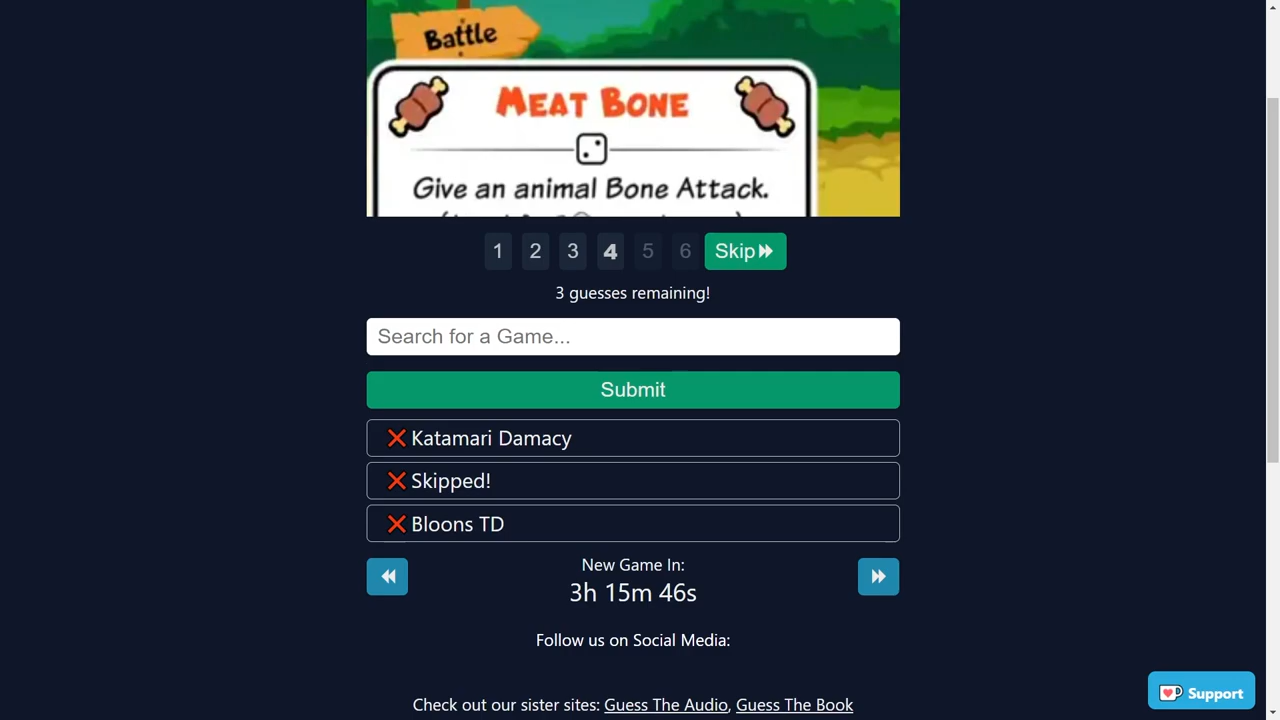 Battle
MEAT BONE
Give an animal Bone Attack.
1 2 3 4 5 6 Skip
3 guesses remaining!
Search for a Game...
Submit
Katamari Damacy
Skipped!
Bloons TD
New Game In:
3h 15m 46s
Follow us on Social Media:
Support
Check out our sister sites: Guess The Audio, Guess The Book